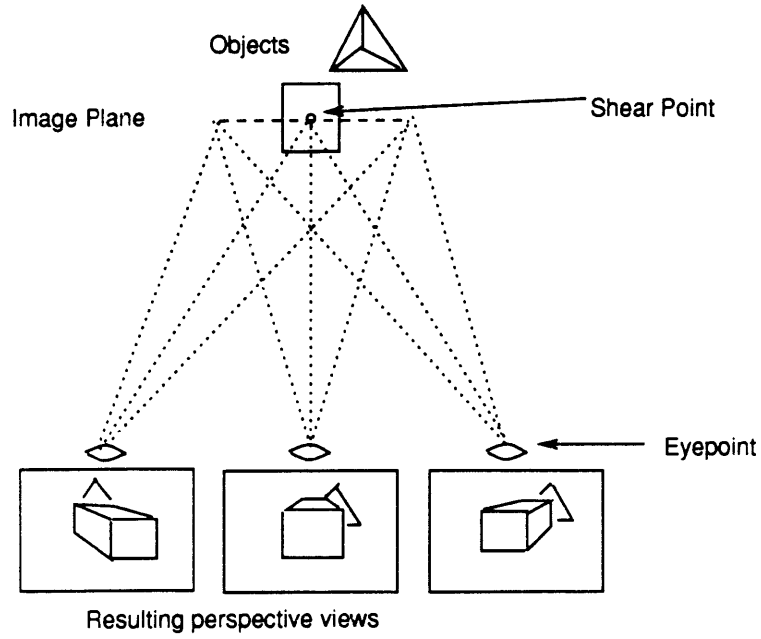 Objects
Shear Point
Image Plane
Eyepoint
Resulting perspective views